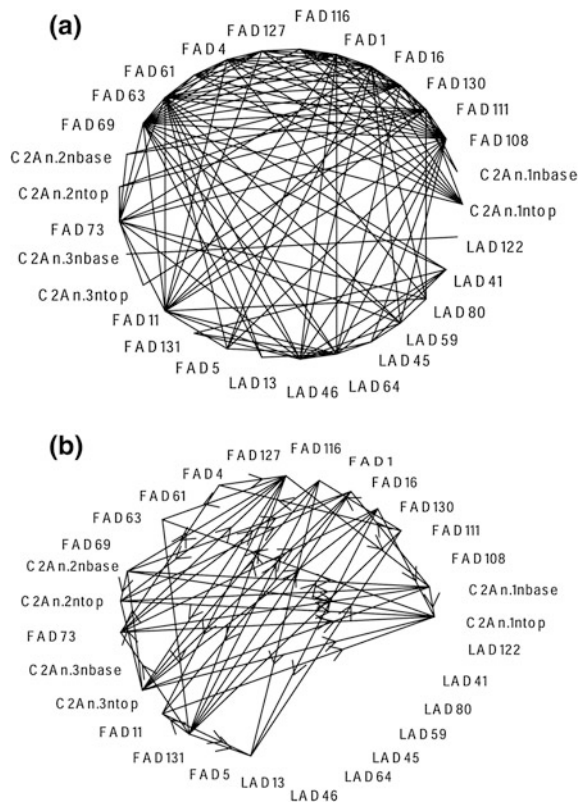 (a)
FAD116
FAD127
FAD1
FAD4
FAD16
FAD61
FAD130
FAD63
FAD111
FAD69
FAD108
C2An.2nbase
C2An.1nbase
C2An.2ntop
C2An.1ntop
FAD73
LAD122
C2An.3nbase
LAD41
C2An.3ntop
LAD80
FAD11
LAD59
FAD131
LAD45
FAD5
LAD64
LAD13
LAD46
(b)
FAD116
FAD127
FAD1
FAD4
FAD16
FAD61
FAD130
FAD63
FAD111
FAD69
FAD108
C2An.2nbase
C2An.1nbase
C2An.2ntop
C2An.1ntop
FAD73
LAD122
C2An.3nbase
LAD41
C2An.3ntop
LAD80
FAD11
LAD59
FAD131
LAD45
FAD5
LAD64
LAD13
LAD46